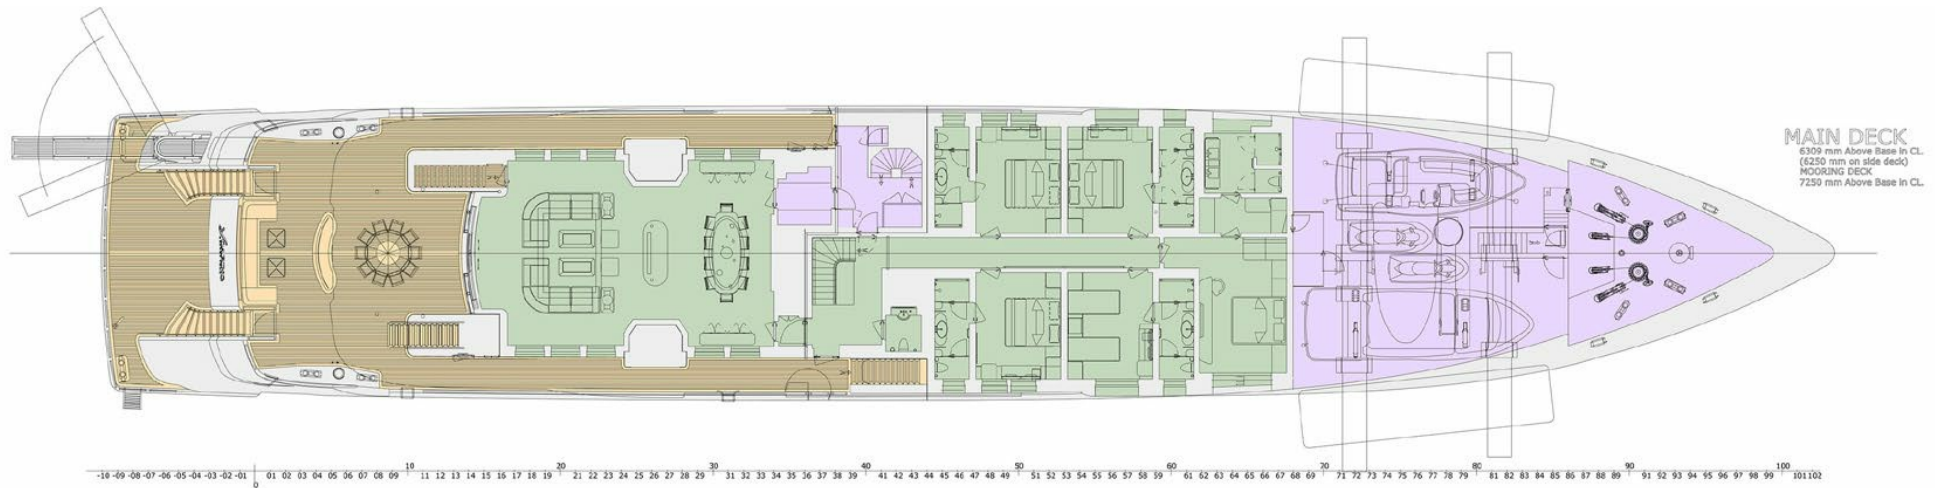 MAIN DECK
6309 mm Above Base in CL.
(6250 mm on side deck)
MOORING DECK
7250 mm Above Base in CL.
10 20 30 40 50 60 70 80 90 100
-10 -09 -08 -07 -06 -05 -04 -03 -02 -01 01 02 03 04 05 06 07 08 09 11 12 13 14 15 16 17 18 19 21 22 23 24 25 26 27 28 29 31 32 33 34 35 36 37 38 39 41 42 43 44 45 46 47 48 49 51 52 53 54 55 56 57 58 59 61 62 63 64 65 66 67 68 69 71 72 73 74 75 76 77 78 79 81 82 83 84 85 86 87 88 89 91 92 93 94 95 96 97 98 99 101 102
0